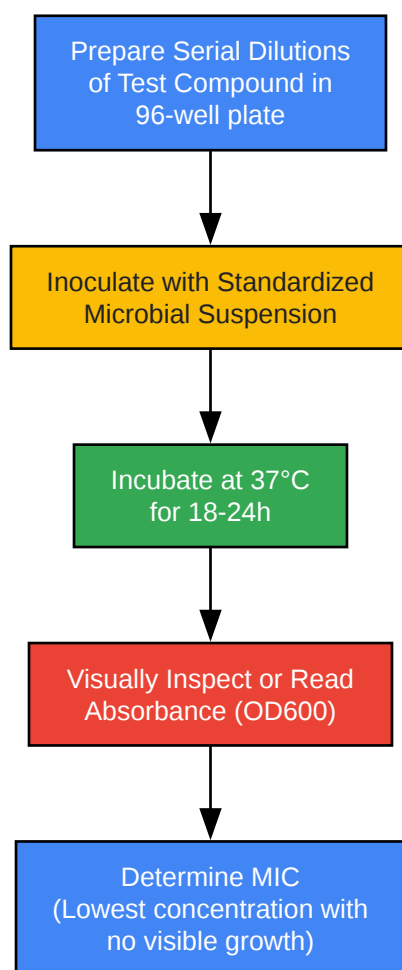 Prepare Serial Dilutions
of Test Compound in
96-well plate
Inoculate with Standardized
Microbial Suspension
Incubate at 37°C
for 18-24h
Visually Inspect or Read
Absorbance (OD600)
Determine MIC
(Lowest concentration with
no visible growth)